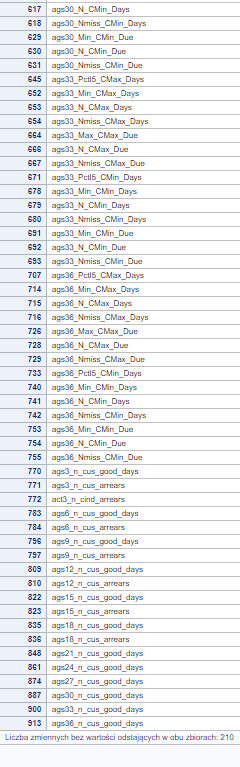 617 ags30_N_CMin_Days
618 ags30_Nmiss_CMin_Days
629 ags30_Min_CMin_Due
630 ags30_N_CMin_Due
631 ags30_Nmiss_CMin_Due
645 ags33_Pctl5_CMax_Days
652 ags33_Min_CMax_Days
653 ags33_N_CMax_Days
654 ags33_Nmiss_CMax_Days
664 ags33_Max_CMax_Due
666 ags33_N_CMax_Due
667 ags33_Nmiss_CMax_Due
671 ags33_Pctl5_CMin_Days
678 ags33_Min_CMin_Days
679 ags33_N_CMin_Days
680 ags33_Nmiss_CMin_Days
691 ags33_Min_CMin_Due
692 ags33_N_CMin_Due
693 ags33_Nmiss_CMin_Due
707 ags36_Pctl5_CMax_Days
714 ags36_Min_CMax_Days
715 ags36_N_CMax_Days
716 ags36_Nmiss_CMax_Days
726 ags36_Max_CMax_Due
728 ags36_N_CMax_Due
729 ags36_Nmiss_CMax_Due
733 ags36_Pctl5_CMin_Days
740 ags36_Min_CMin_Days
741 ags36_N_CMin_Days
742 ags36_Nmiss_CMin_Days
753 ags36_Min_CMin_Due
754 ags36_N_CMin_Due
755 ags36_Nmiss_CMin_Due
770 ags3_n_cus_good_days
771 ags3_n_cus_arrears
772 act3_n_cind_arrears
783 ags6_n_cus_good_days
784 ags6_n_cus_arrears
796 ags9_n_cus_good_days
797 ags9_n_cus_arrears
809 ags12_n_cus_good_days
810 ags12_n_cus_arrears
822 ags15_n_cus_good_days
823 ags15_n_cus_arrears
835 ags18_n_cus_good_days
836 ags18_n_cus_arrears
848 ags21_n_cus_good_days
861 ags24_n_cus_good_days
874 ags27_n_cus_good_days
887 ags30_n_cus_good_days
900 ags33_n_cus_good_days
913 ags36_n_cus_good_days
Liczba zmiennych bez wartości odstających w obu zbiorach: 210